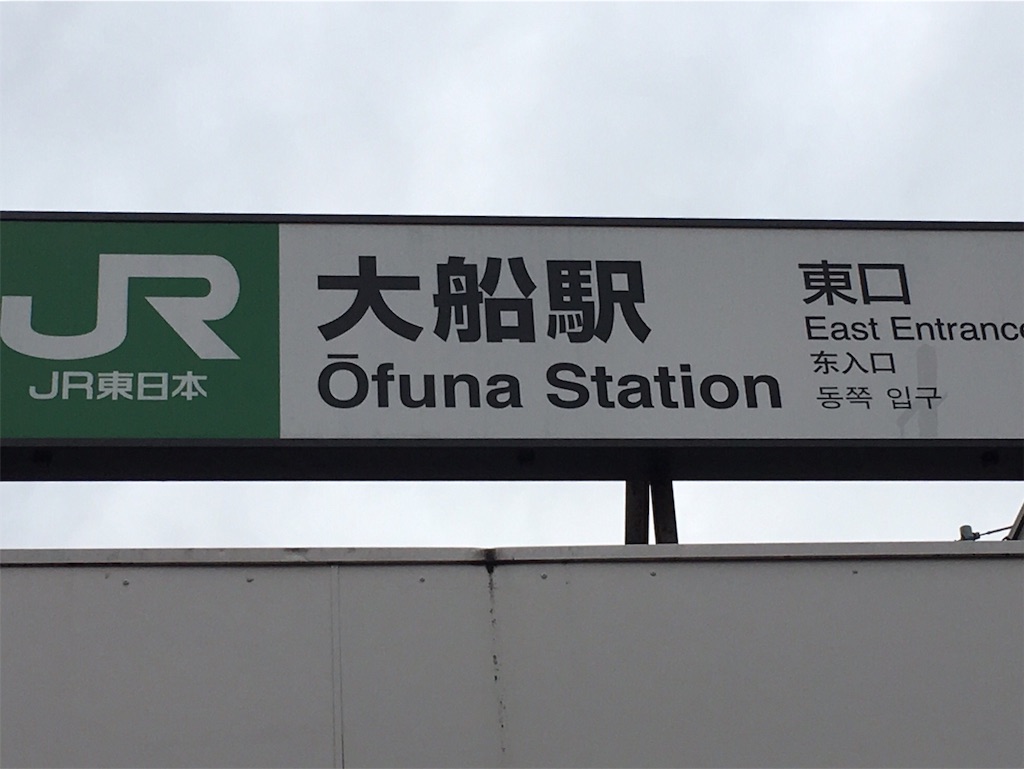 JR
JR東日本
大船駅
Ōfuna Station
東口
East Entrance
东入口
동쪽 입구